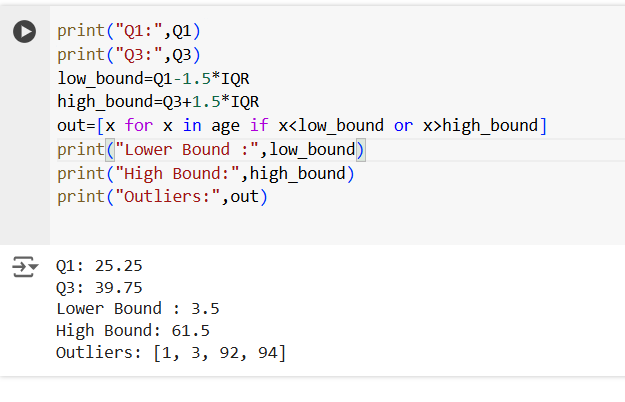 print("Q1:",Q1)
print("Q3:",Q3)
low_bound=Q1-1.5*IQR
high_bound=Q3+1.5*IQR
out=[x for x in age if x<low_bound or x>high_bound]
print("Lower Bound :",low_bound)
print("High Bound:",high_bound)
print("Outliers:",out)
Q1: 25.25
Q3: 39.75
Lower Bound : 3.5
High Bound: 61.5
Outliers: [1, 3, 92, 94]